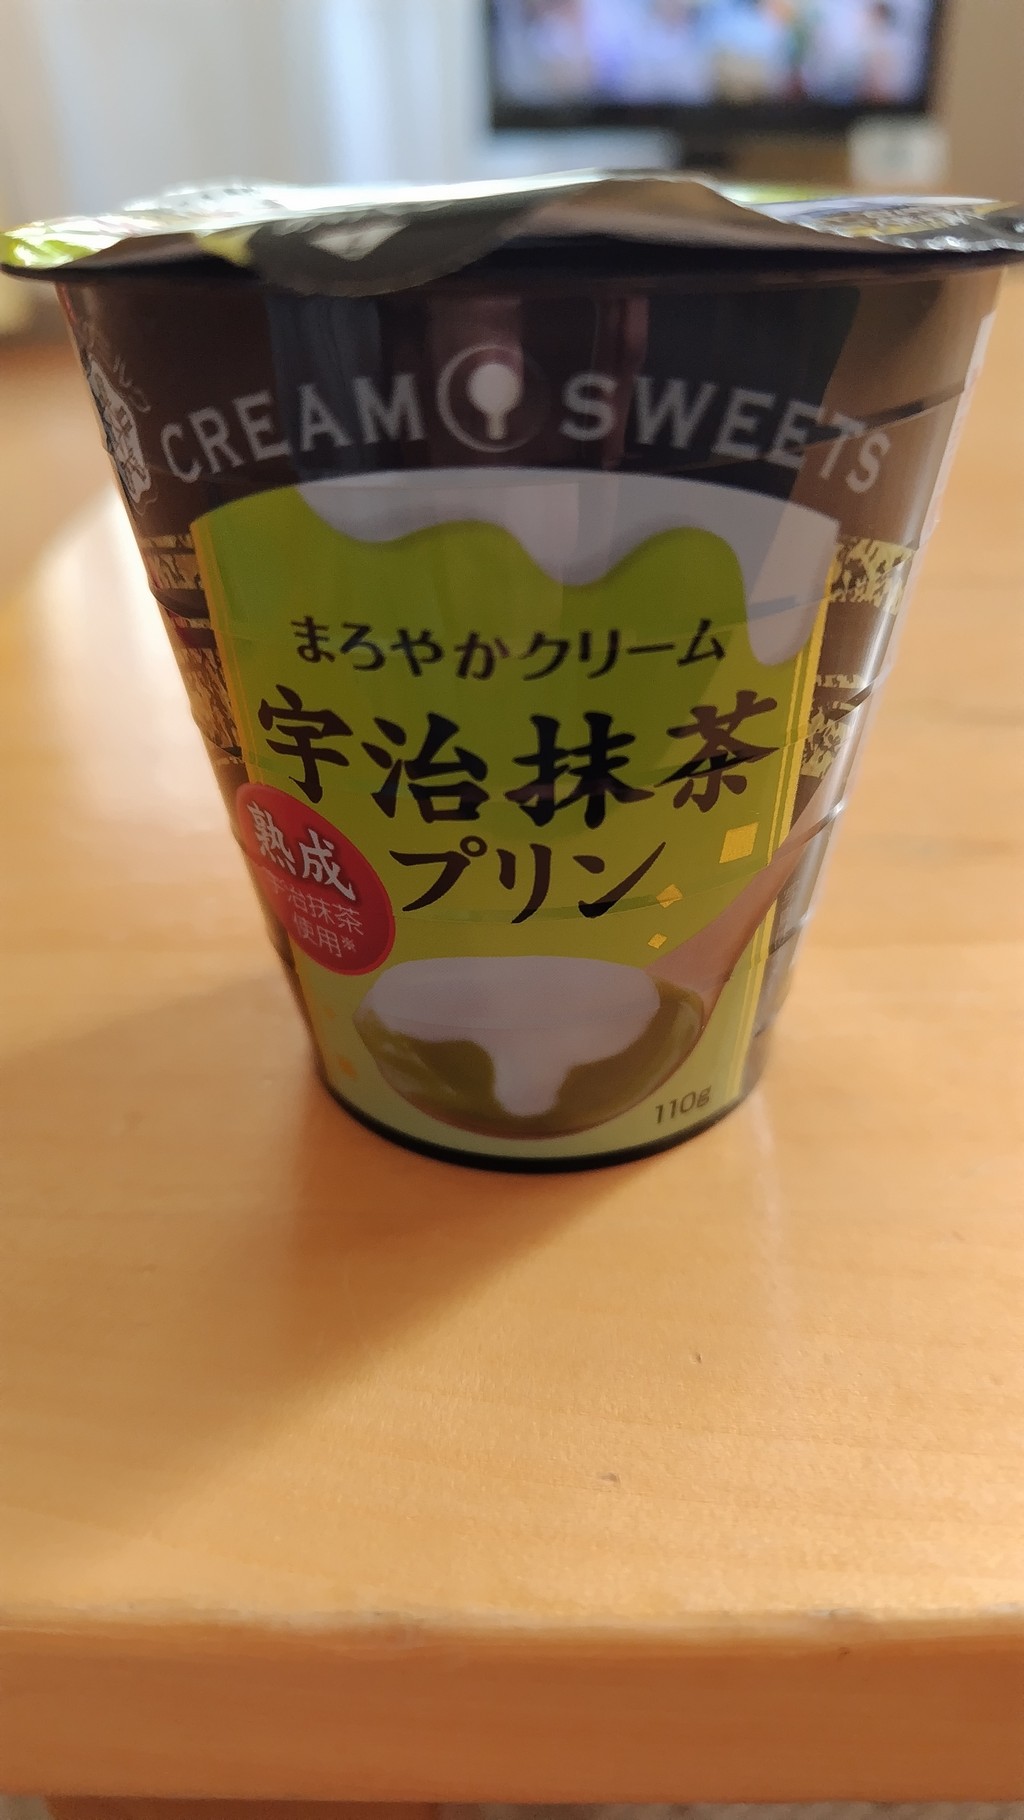 CREAM SWEETS
まろやかクリーム
宇治抹茶
プリン
熟成
宇治抹茶
使用※
110g